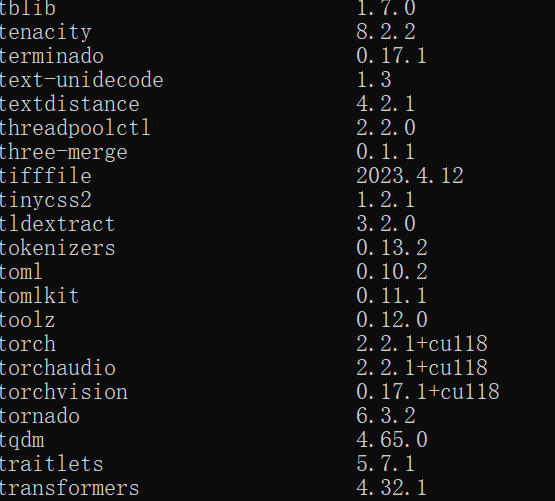 tblib 1.7.0
tenacity 8.2.2
terminado 0.17.1
text-unidecode 1.3
textdistance 4.2.1
threadpoolctl 2.2.0
three-merge 0.1.1
tifffile 2023.4.12
tinycss2 1.2.1
tldextract 3.2.0
tokenizers 0.13.2
toml 0.10.2
tomlkit 0.11.1
toolz 0.12.0
torch 2.2.1+cu118
torchaudio 2.2.1+cu118
torchvision 0.17.1+cu118
tornado 6.3.2
tqdm 4.65.0
traitlets 5.7.1
transformers 4.32.1